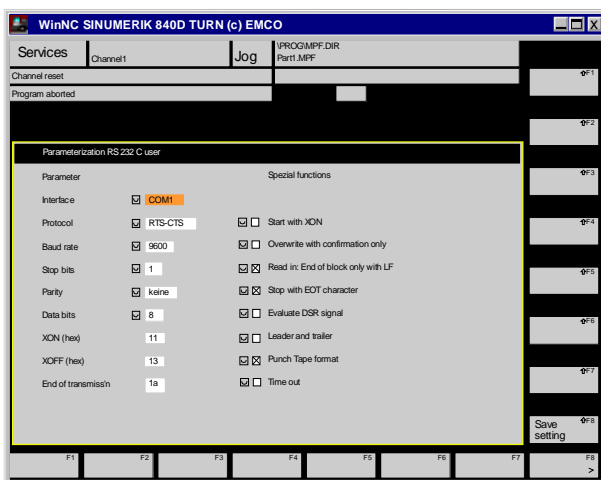 WinNC SINUMERIK 840D TURN (c) EMCO
Services
Channel1
Jog
\PROG\MPF.DIR
Part1.MPF
Channel reset
Program aborted
F1
F2
Parameterization RS 232 C user
Parameter
Spezial functions
F3
Interface
COM1
Protocol
RTS-CTS
Start with XON
F4
Baud rate
9600
Overwrite with confirmation only
Stop bits
1
Read in: End of block only with LF
F5
Parity
keine
Stop with EOT character
Data bits
8
Evaluate DSR signal
F6
XON (hex)
11
Leader and trailer
XOFF (hex)
13
Punch Tape format
F7
End of transmiss'n
1a
Time out
Save
setting
F8
F1
F2
F3
F4
F5
F6
F7
F8
>